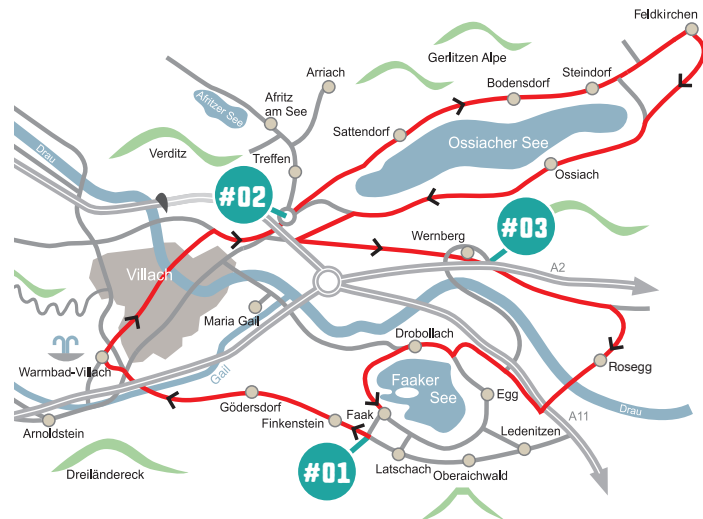 Feldkirchen
Gerlitzen Alpe
Arriach
Steindorf
Bodensdorf
Afritz
am See
Afritzer See
Sattendorf
Ossiacher See
Drau
Verditz
Treffen
Ossiach
#02
#03
Wernberg
A2
Villach
Maria Gail
Drobollach
Warmbad-Villach
Gail
Rosegg
Faaker
See
Egg
Gödersdorf
Faak
A11
Drau
Finkenstein
Arnoldstein
Ledenitzen
#01
Latschach
Oberaichwald
Dreiländereck